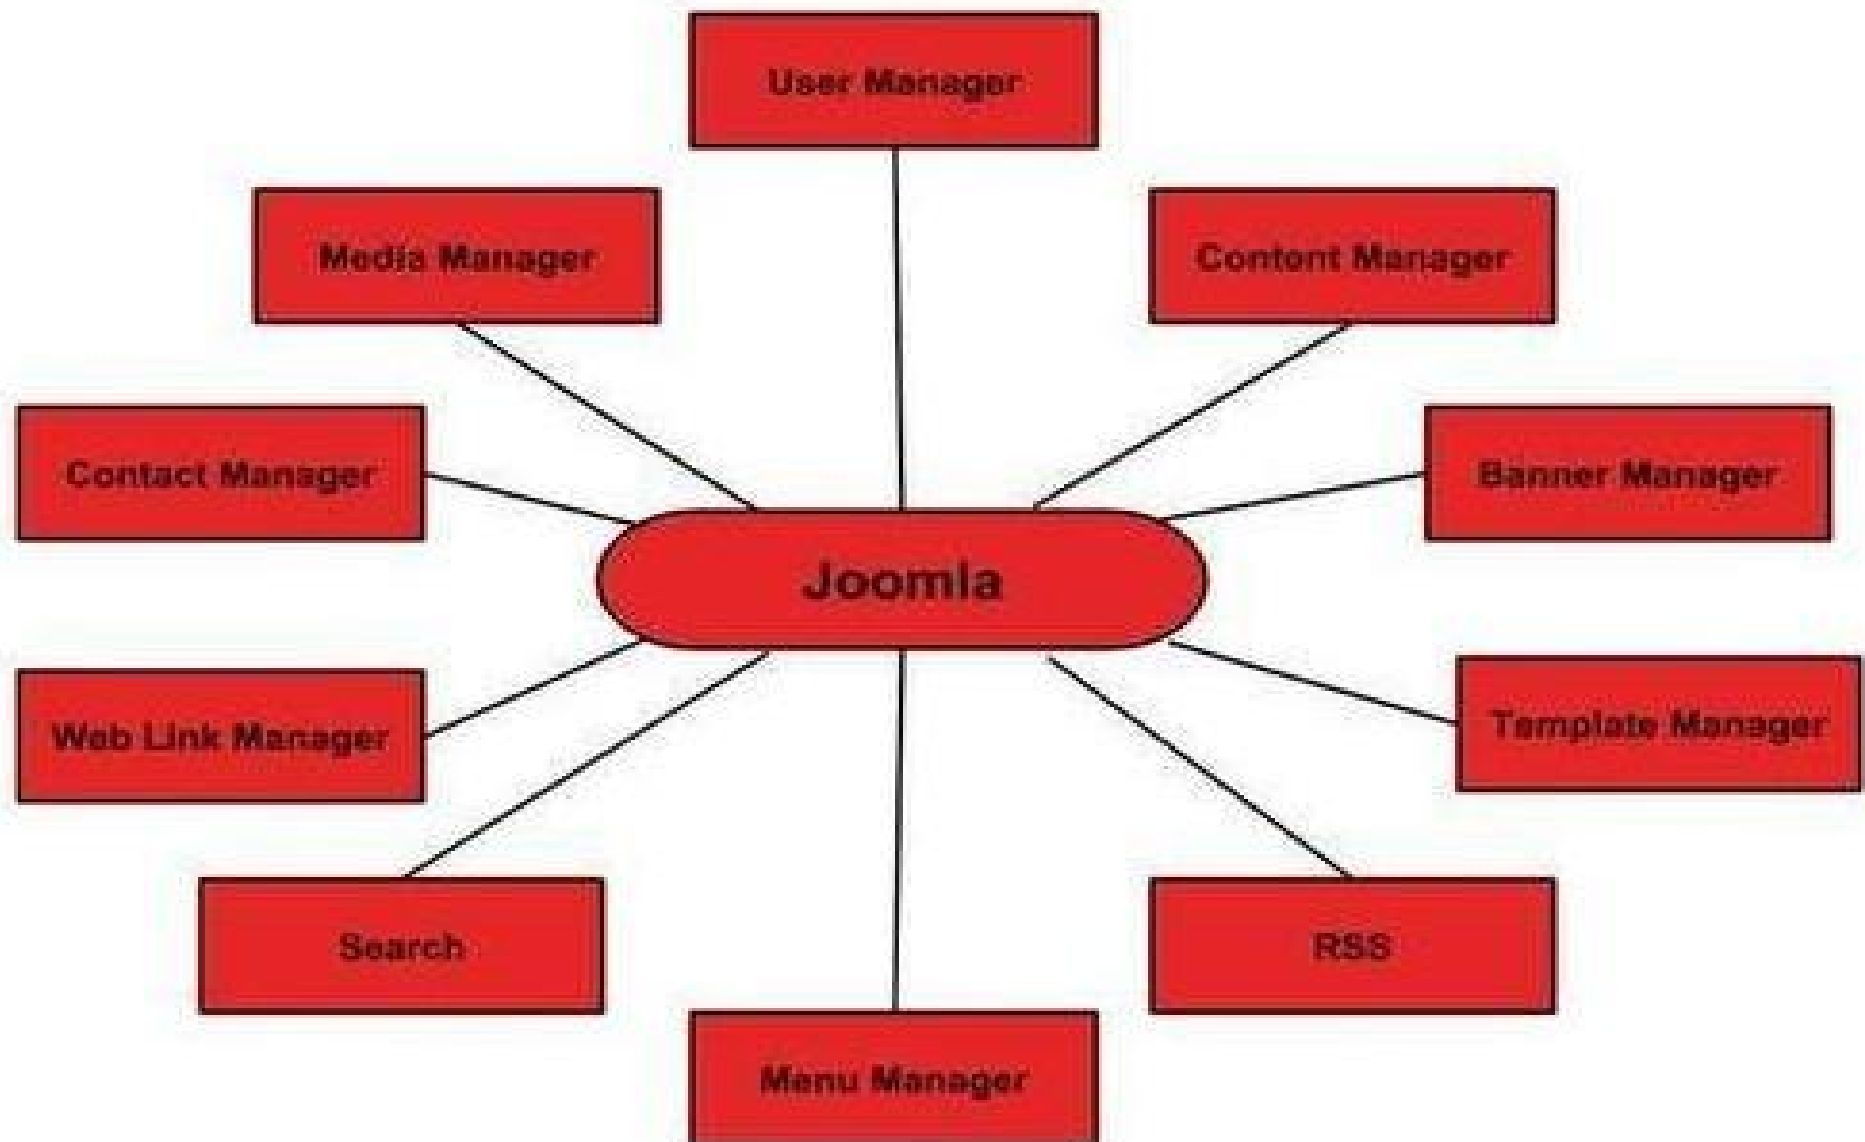 User Manager
Media Manager
Content Manager
Contact Manager
Banner Manager
Joomla
Web Link Manager
Template Manager
Search
RSS
Menu Manager